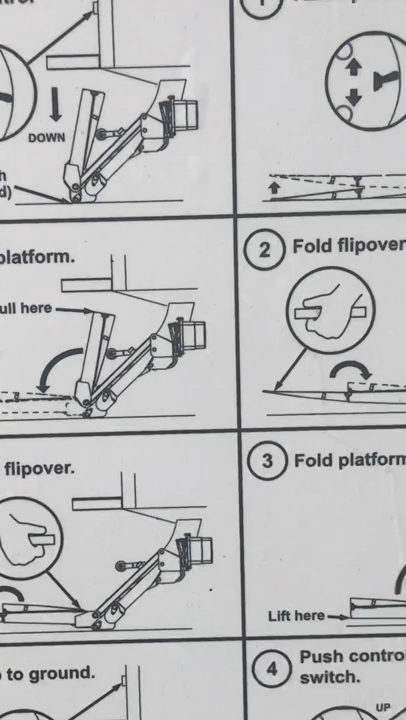 DOWN
d)
platform.
ull here
flipover.
to ground.
1
2 Fold flipover
3 Fold platform
Lift here
4 Push contro
switch.
UP